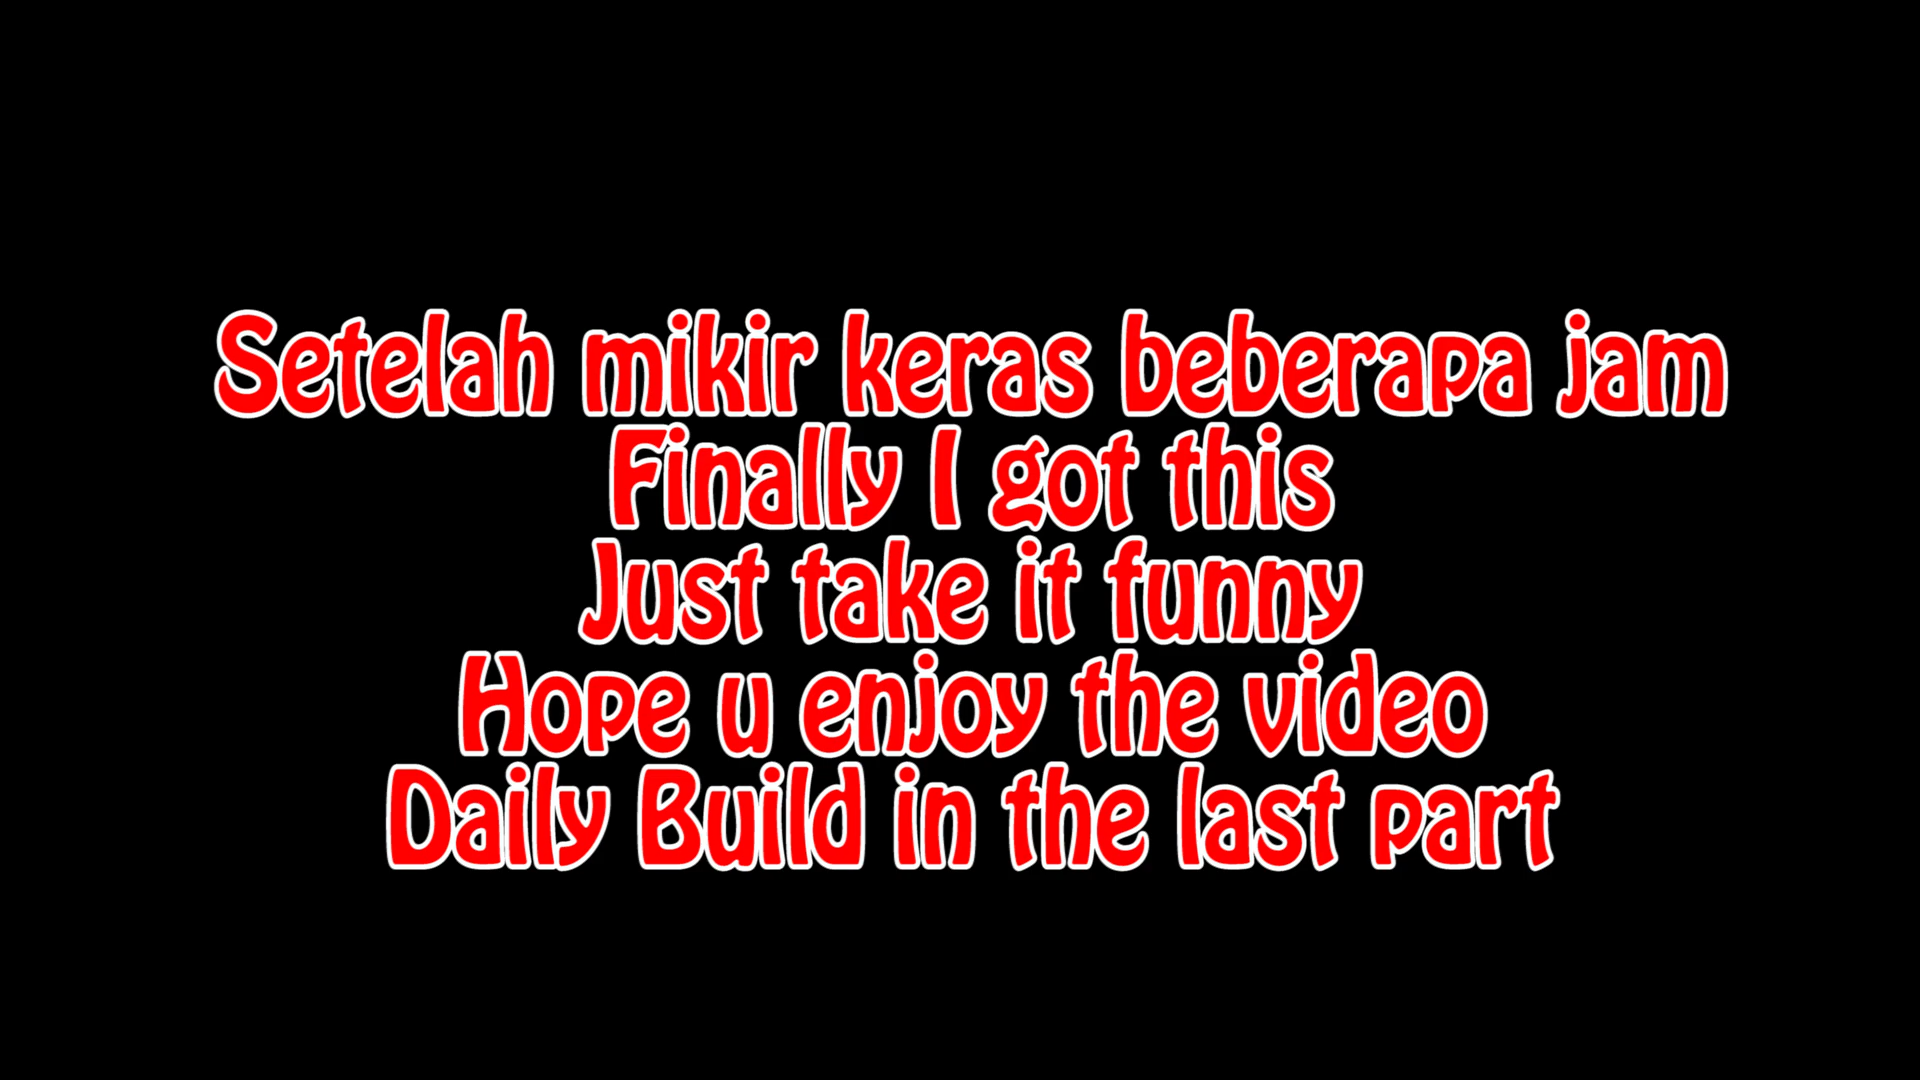 Setelah mikir keras beberapa jam
Finally I got this
Just take it funny
Hope u enjoy the video
Daily Build in the last part